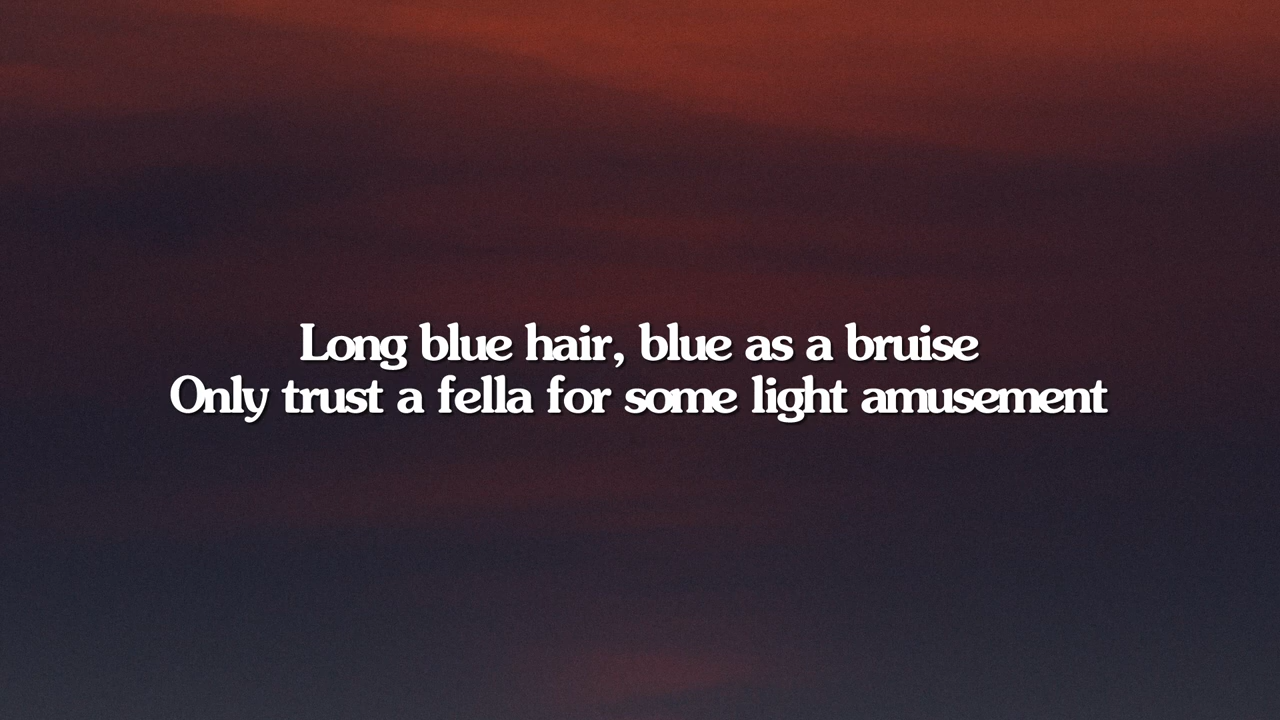 Long blue hair, blue as a bruise
Only trust a fella for some light amusement